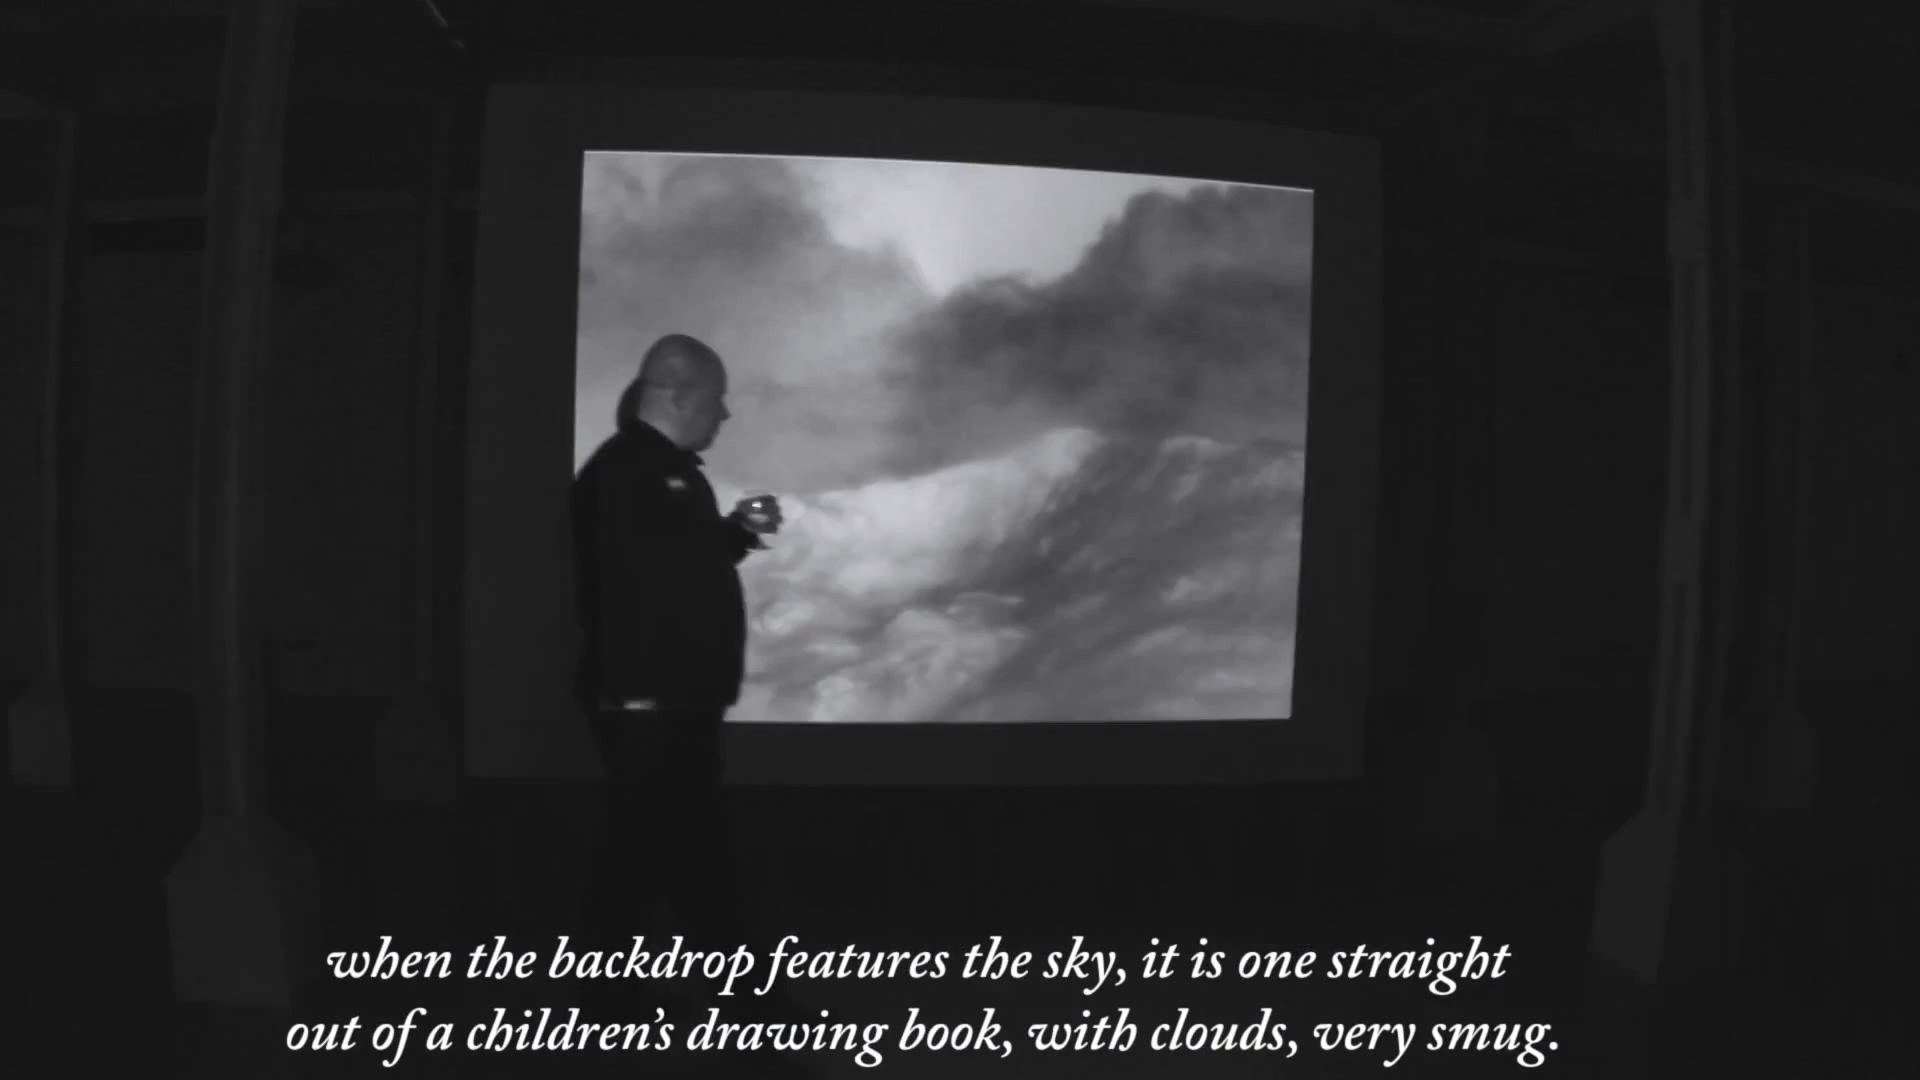 when the backdrop features the sky, it is one straight
out of a children's drawing book, with clouds, very smug.